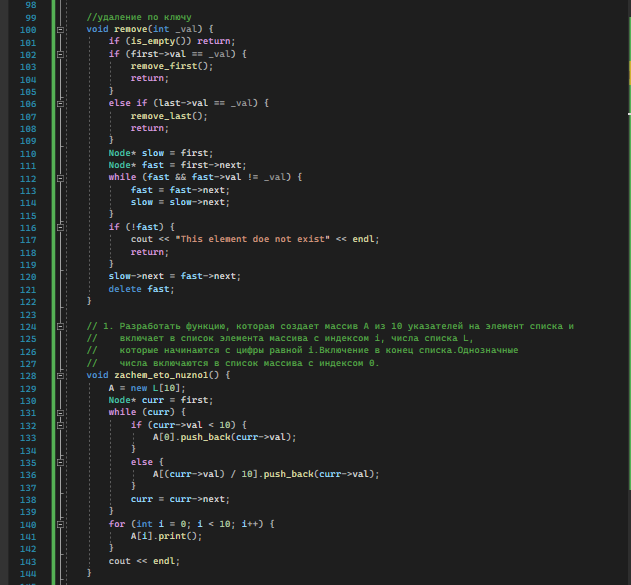 98
99 //удаление по ключу
100 void remove(int _val) {
101 if (is_empty()) return;
102 if (first->val == _val) {
103 remove_first();
104 return;
105 }
106 else if (last->val == _val) {
107 remove_last();
108 return;
109 }
110 Node* slow = first;
111 Node* fast = first->next;
112 while (fast && fast->val != _val) {
113 fast = fast->next;
114 slow = slow->next;
115 }
116 if (!fast) {
117 cout << "This element doe not exist" << endl;
118 return;
119 }
120 slow->next = fast->next;
121 delete fast;
122 }
123
124 // 1. Разработать функцию, которая создает массив A из 10 указателей на элемент списка и
125 // включает в список элемента массива с индексом i, числа списка L,
126 // которые начинаются с цифры равной i.Включение в конец списка.Однозначные
127 // числа включаются в список массива с индексом 0.
128 void zachem_eto_nuzno1() {
129 A = new L[10];
130 Node* curr = first;
131 while (curr) {
132 if (curr->val < 10) {
133 A[0].push_back(curr->val);
134 }
135 else {
136 A[(curr->val) / 10].push_back(curr->val);
137 }
138 curr = curr->next;
139 }
140 for (int i = 0; i < 10; i++) {
141 A[i].print();
142 }
143 cout << endl;
144 }